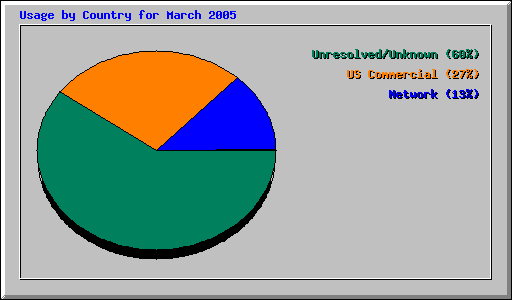 Usage by Country for March 2005
Unresolved/Unknown (60%)
US Commercial (27%)
Network (13%)